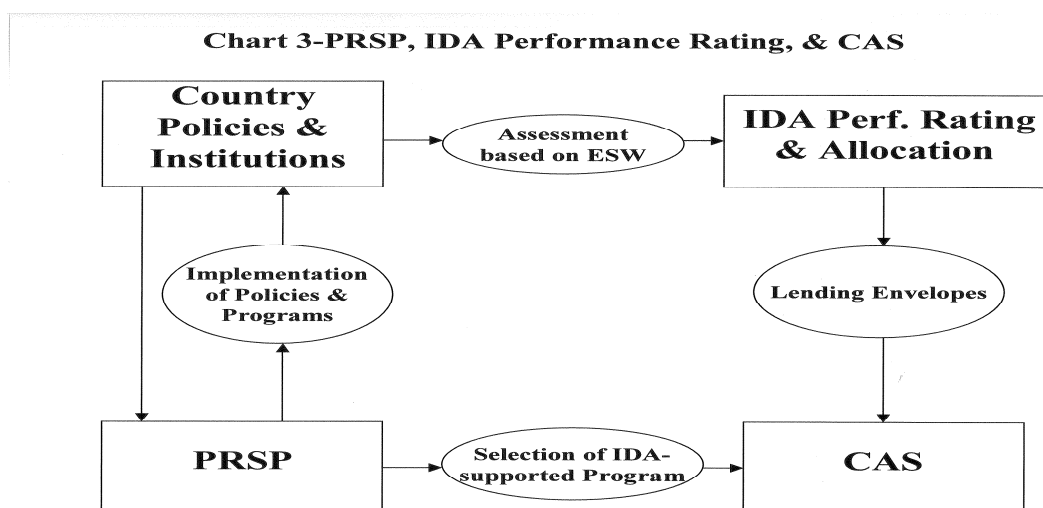 Chart 3-PRSP, IDA Performance Rating, & CAS
Country
Policies &
Institutions
Assessment
based on ESW
IDA Perf. Rating
& Allocation
Implementation
of Policies &
Programs
Lending Envelopes
PRSP
Selection of IDA-
supported Program
CAS